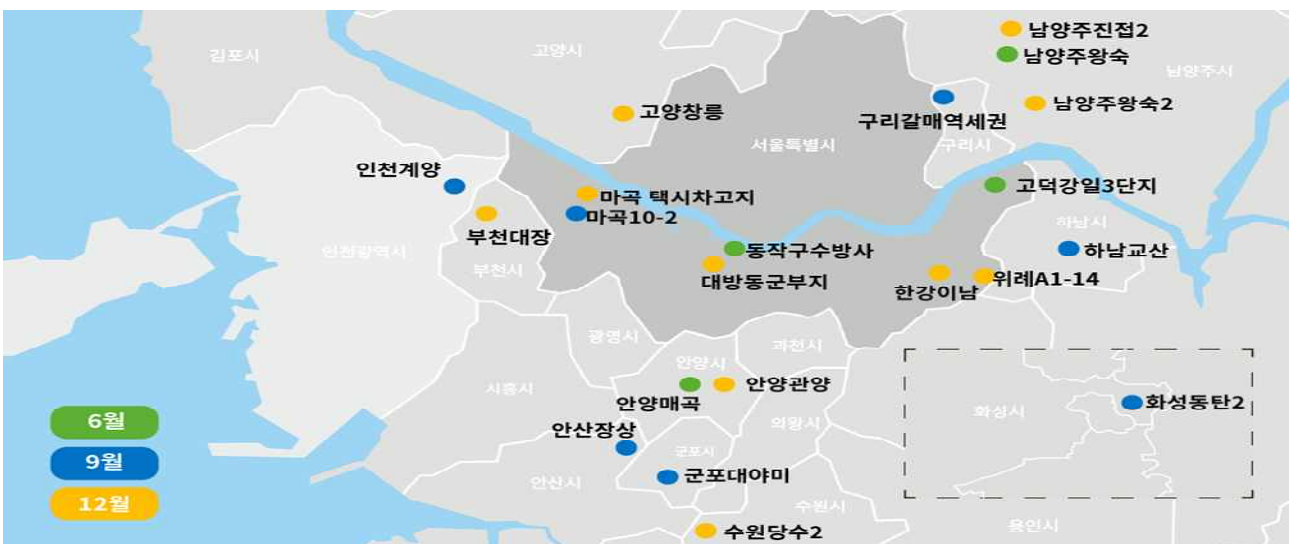 남양주진접2
김포시
고양시
남양주왕숙
남양주시
고양창릉
남양주왕숙2
구리갈매역세권
서울특별시
구리시
인천계양
고덕강일3단지
마곡 택시차고지
마곡10-2
하남시
부천대장
인천광역시
동작구수방사
하남교산
부천시
대방동군부지
한강이남
위례A1-14
광명시
과천시
안양시
시흥시
안양관양
안양매곡
화성시
화성동탄2
6월
의왕시
안산장상
군포시
9월
군포대야미
안산시
12월
수원시
용인시
수원당수2